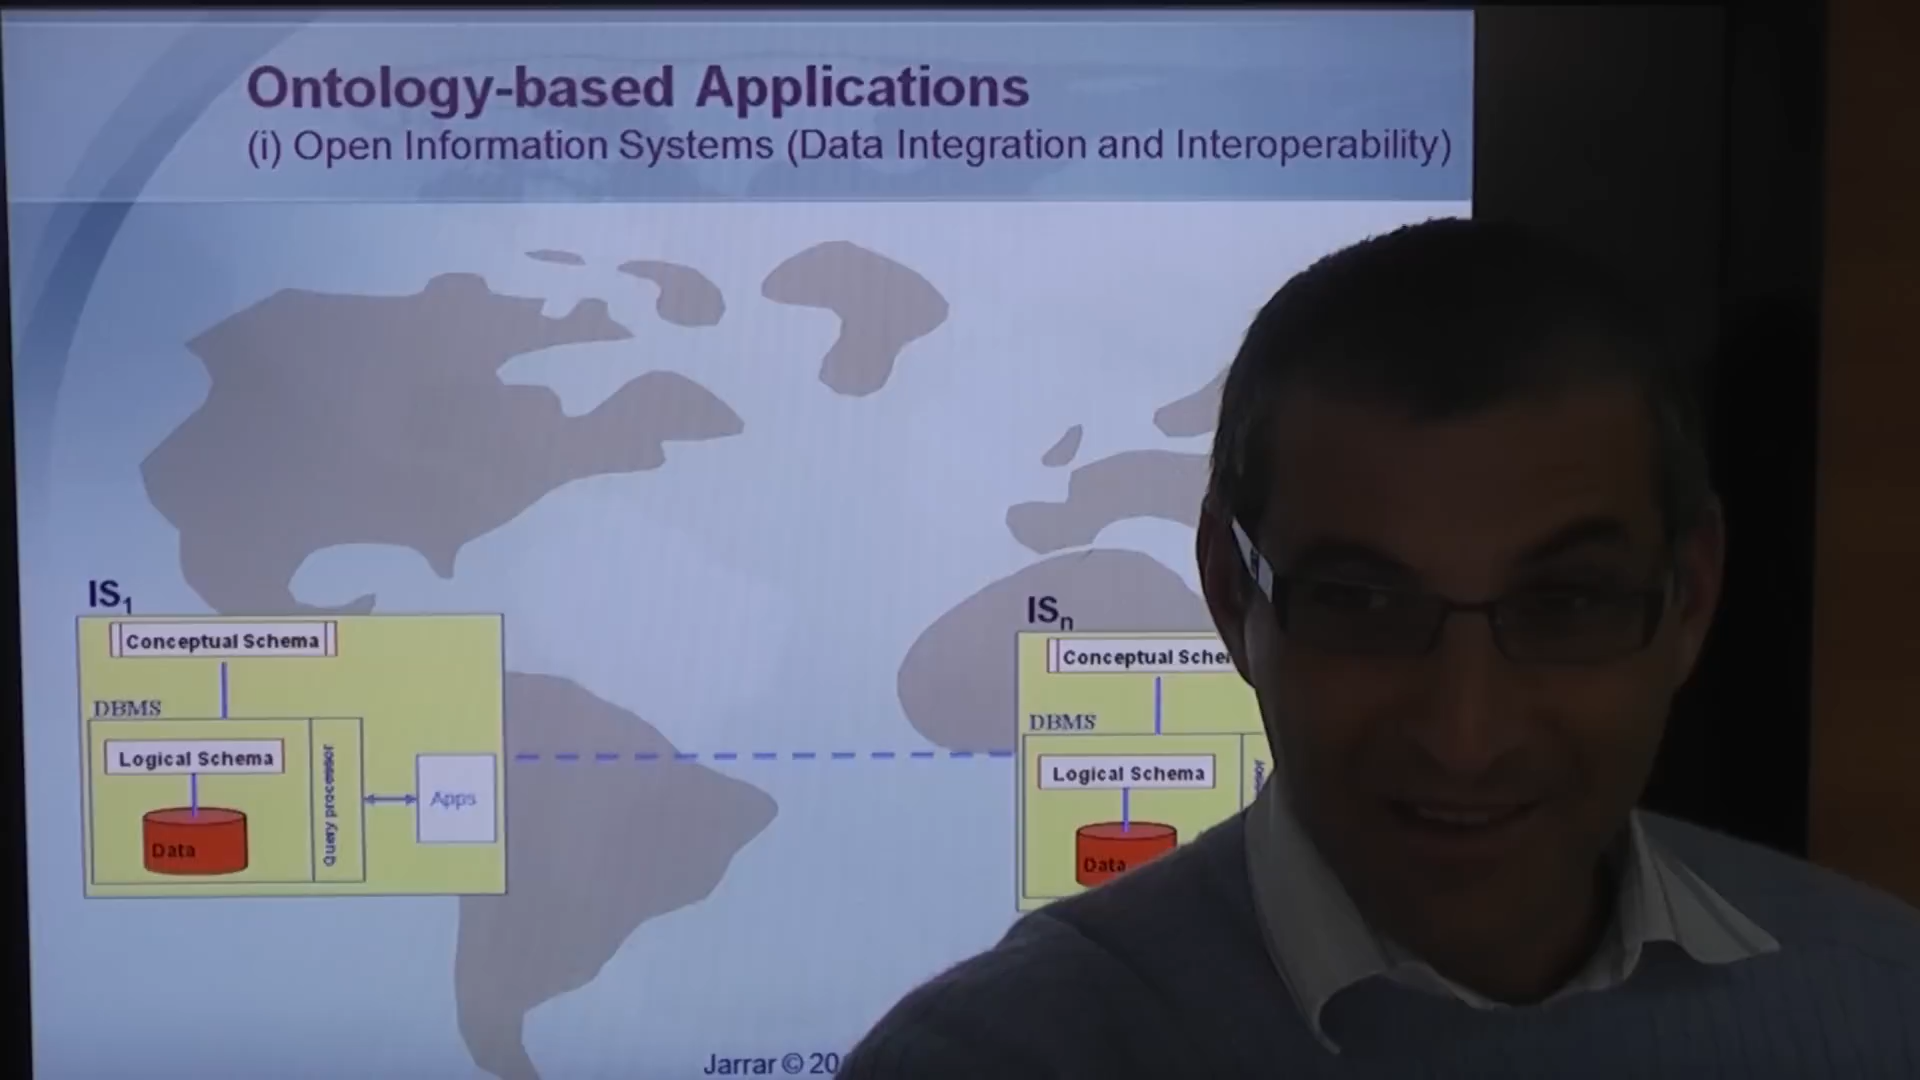 Ontology-based Applications
(i) Open Information Systems (Data Integration and Interoperability)
IS1
Conceptual Schema
DBMS
Logical Schema
Data
Query processor
Apps
ISn
Conceptual
DBMS
Logical Schema
Data
Jarrar ©